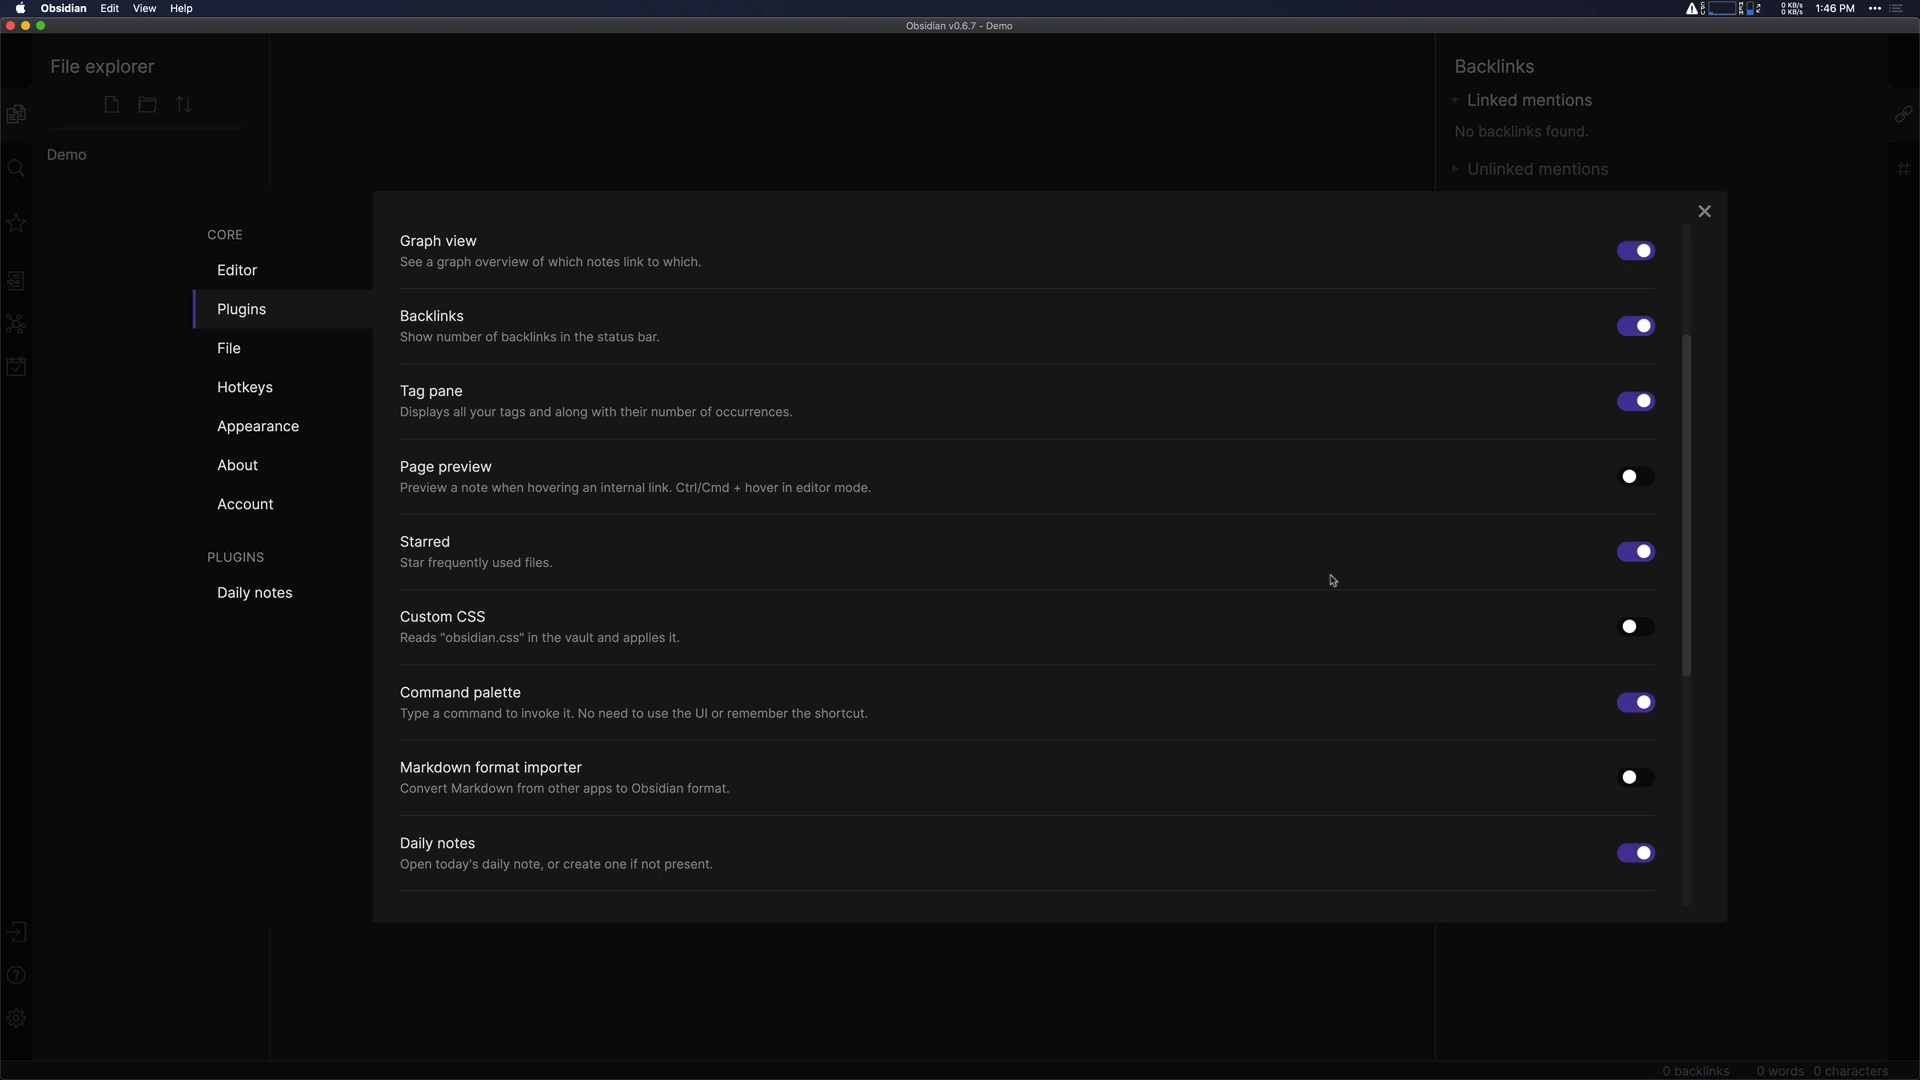 Obsidian Edit View Help
0 KB/s
0 KB/s
1:46 PM
Obsidian v0.6.7 - Demo
File explorer
Demo
Backlinks
Linked mentions
No backlinks found.
Unlinked mentions
CORE
Editor
Plugins
File
Hotkeys
Appearance
About
Account
PLUGINS
Daily notes
Graph view
See a graph overview of which notes link to which.
Backlinks
Show number of backlinks in the status bar.
Tag pane
Displays all your tags and along with their number of occurrences.
Page preview
Preview a note when hovering an internal link. Ctrl/Cmd + hover in editor mode.
Starred
Star frequently used files.
Custom CSS
Reads "obsidian.css" in the vault and applies it.
Command palette
Type a command to invoke it. No need to use the UI or remember the shortcut.
Markdown format importer
Convert Markdown from other apps to Obsidian format.
Daily notes
Open today's daily note, or create one if not present.
0 backlinks 0 words 0 characters